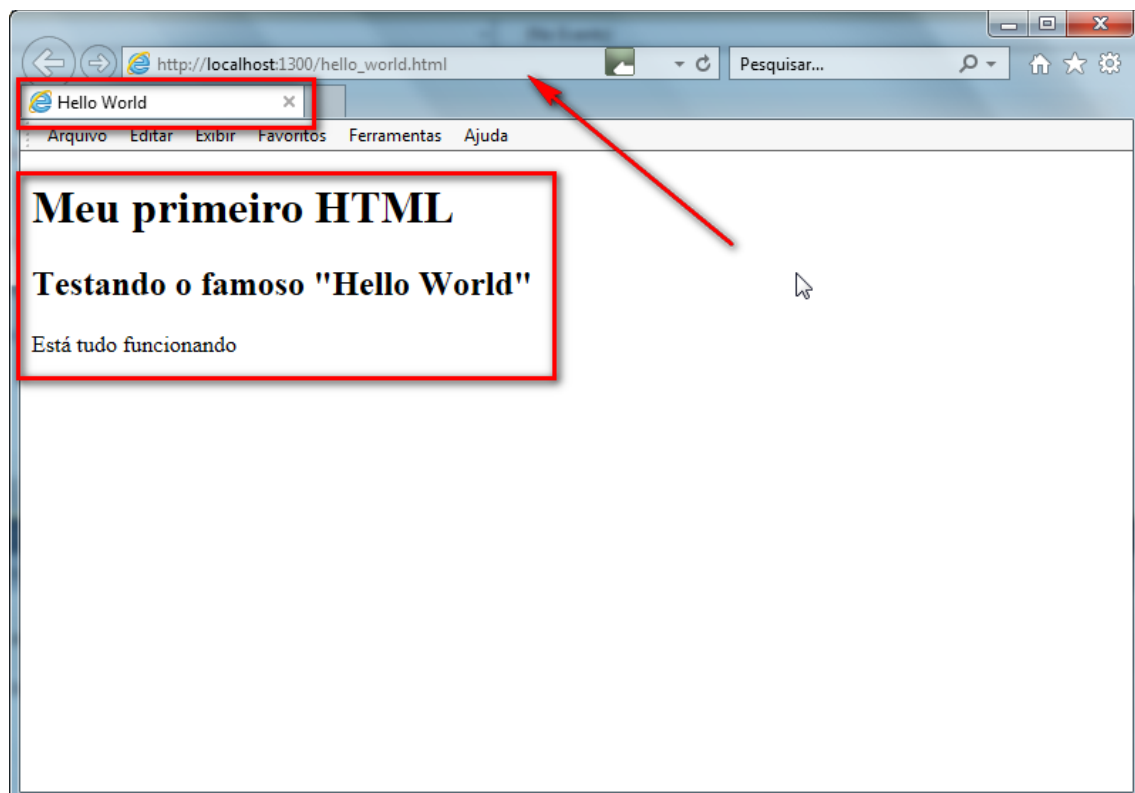 http://localhost:1300/hello_world.html
Pesquisar...
Hello World
Arquivo Editar Exibir Favoritos Ferramentas Ajuda
Meu primeiro HTML
Testando o famoso "Hello World"
Está tudo funcionando